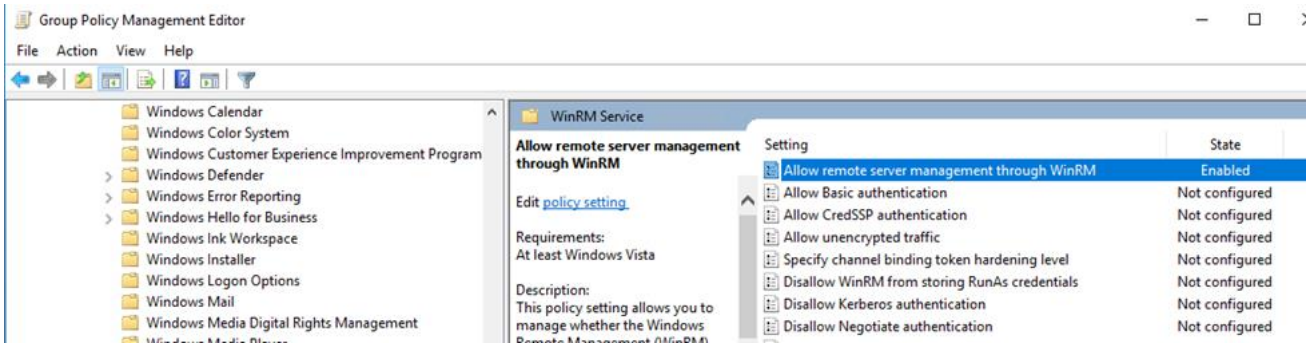 Group Policy Management Editor
File Action View Help
Windows Calendar
Windows Color System
Windows Customer Experience Improvement Program
Windows Defender
Windows Error Reporting
Windows Hello for Business
Windows Ink Workspace
Windows Installer
Windows Logon Options
Windows Mail
Windows Media Digital Rights Management
Windows Media Player
WinRM Service
Allow remote server management
through WinRM
Edit policy setting
Requirements:
At least Windows Vista
Description:
This policy setting allows you to
manage whether the Windows
Remote Management (WinRM)
Setting State
Allow remote server management through WinRM Enabled
Allow Basic authentication Not configured
Allow CredSSP authentication Not configured
Allow unencrypted traffic Not configured
Specify channel binding token hardening level Not configured
Disallow WinRM from storing RunAs credentials Not configured
Disallow Kerberos authentication Not configured
Disallow Negotiate authentication Not configured